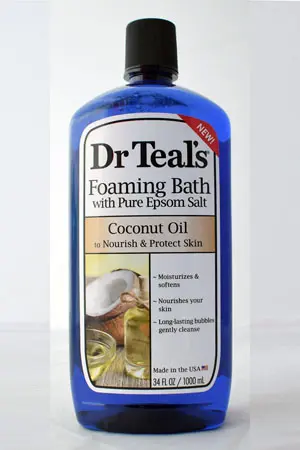 NEW!
Dr Teal's
Foaming Bath
with Pure Epsom Salt
Coconut Oil
to Nourish & Protect Skin
~ Moisturizes &
softens
~ Nourishes your
skin
~ Long-lasting bubbles
gently cleanse
Made in the USA
34 FL OZ / 1000 mL